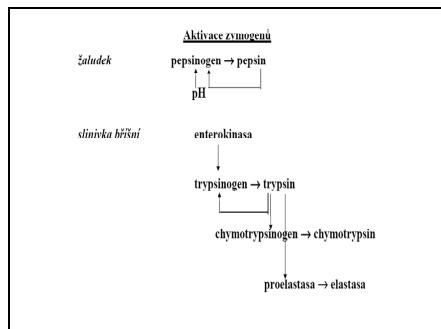 Aktivace zymogenů
žaludek pepsinogen → pepsin
pH
slinivka břišní enterokinasa
trypsinogen → trypsin
chymotrypsinogen → chymotrypsin
proelastasa → elastasa